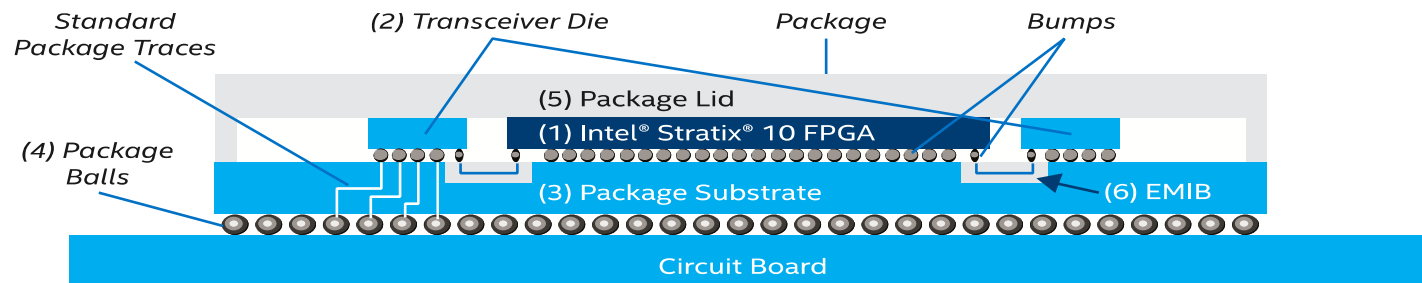 Standard
Package Traces
(2) Transceiver Die
Package
Bumps
(5) Package Lid
(1) Intel® Stratix® 10 FPGA
(4) Package
Balls
(3) Package Substrate
(6) EMIB
Circuit Board